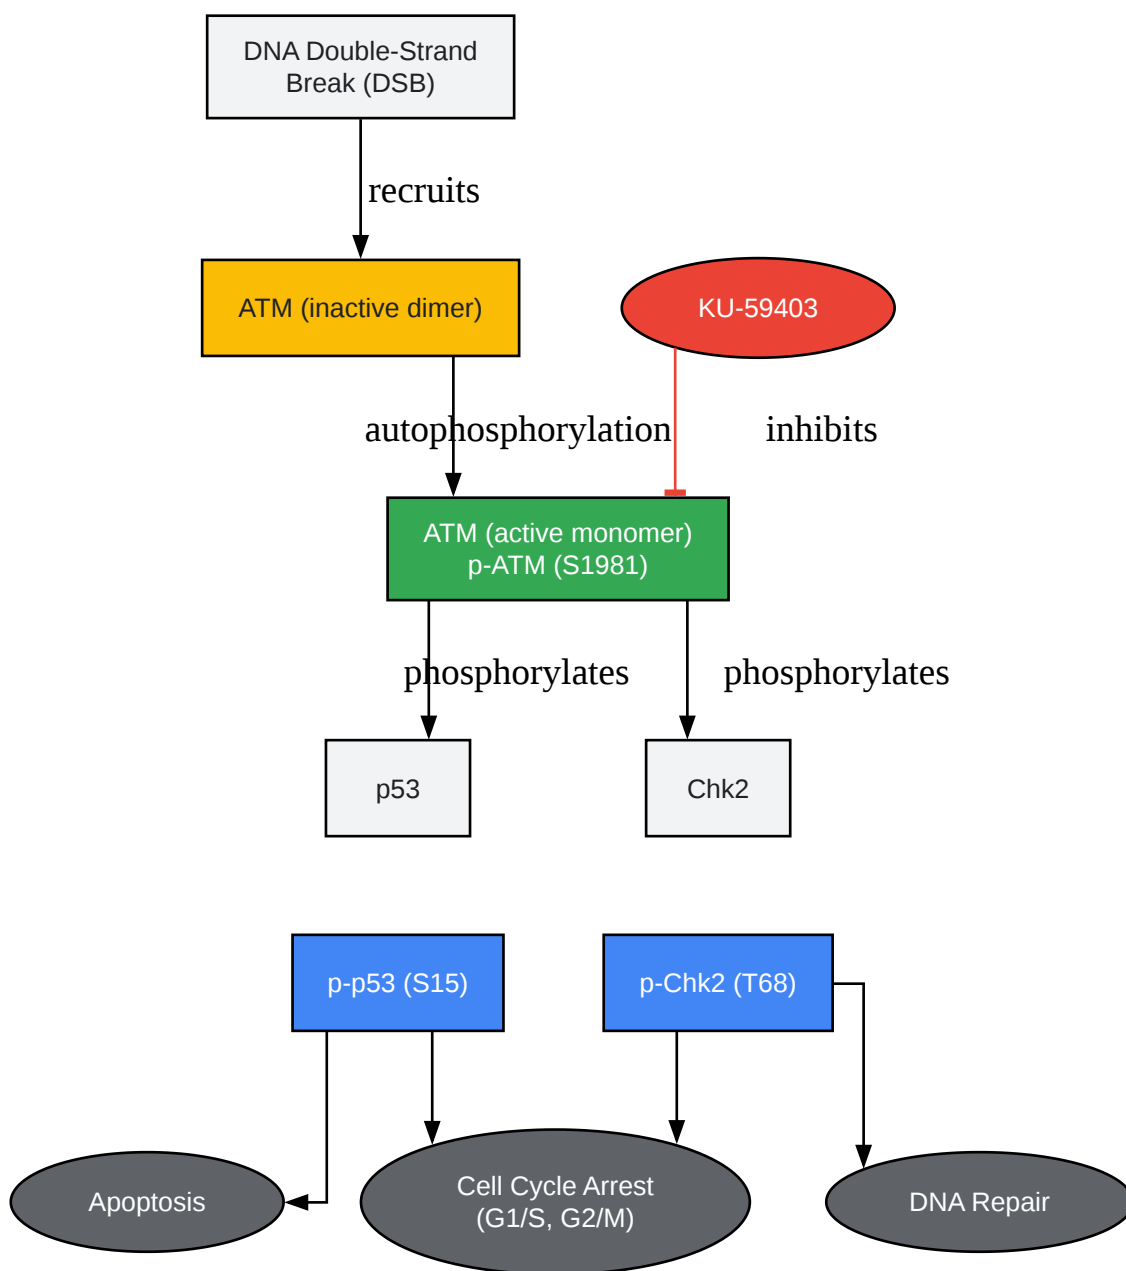 DNA Double-Strand
Break (DSB)
recruits
ATM (inactive dimer)
KU-59403
autophosphorylation
inhibits
ATM (active monomer)
p-ATM (S1981)
phosphorylates
phosphorylates
p53
Chk2
p-p53 (S15)
p-Chk2 (T68)
Apoptosis
Cell Cycle Arrest
(G1/S, G2/M)
DNA Repair